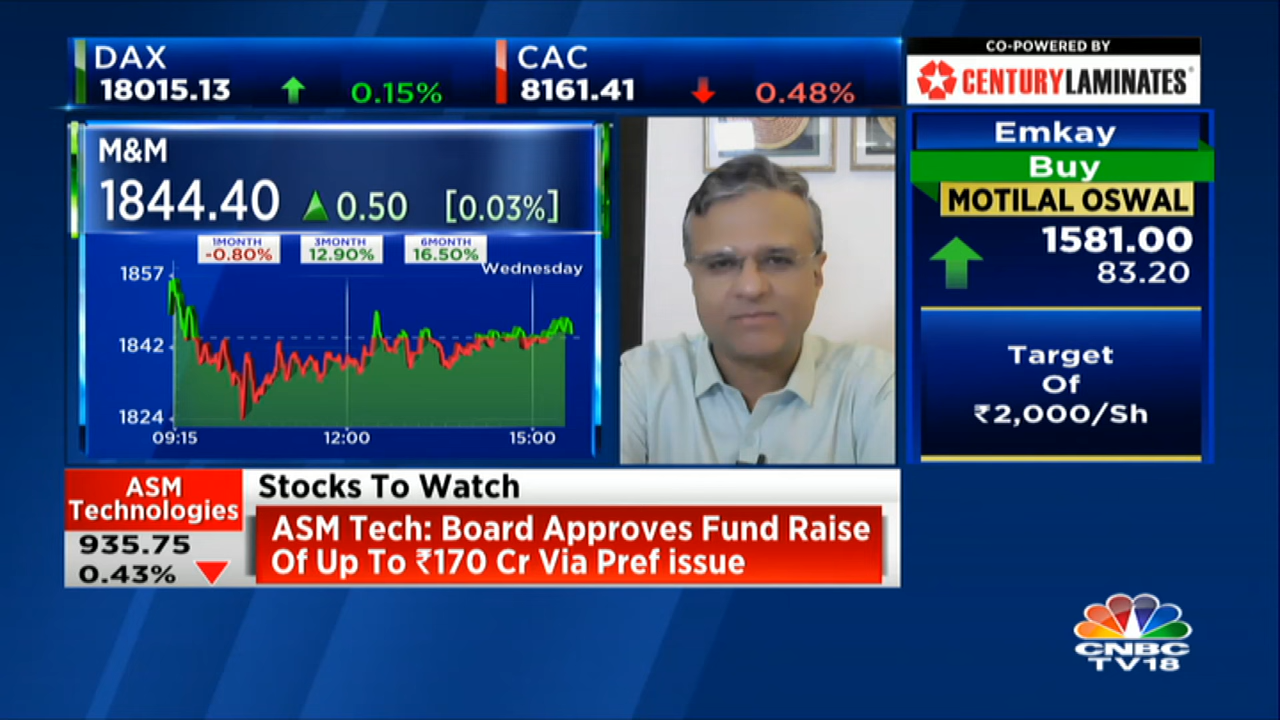 DAX
18015.13 0.15%
CAC
8161.41 0.48%
CO-POWERED BY
CENTURYLAMINATES®
M&M
1844.40 0.50 [0.03%]
1MONTH
-0.80%
3MONTH
12.90%
6MONTH
16.50%
Wednesday
1857
1842
1824
09:15 12:00 15:00
Emkay
Buy
MOTILAL OSWAL
1581.00
83.20
Target
Of
₹2,000/Sh
ASM
Technologies
935.75
0.43%
Stocks To Watch
ASM Tech: Board Approves Fund Raise
Of Up To ₹170 Cr Via Pref issue
CNBC
TV18